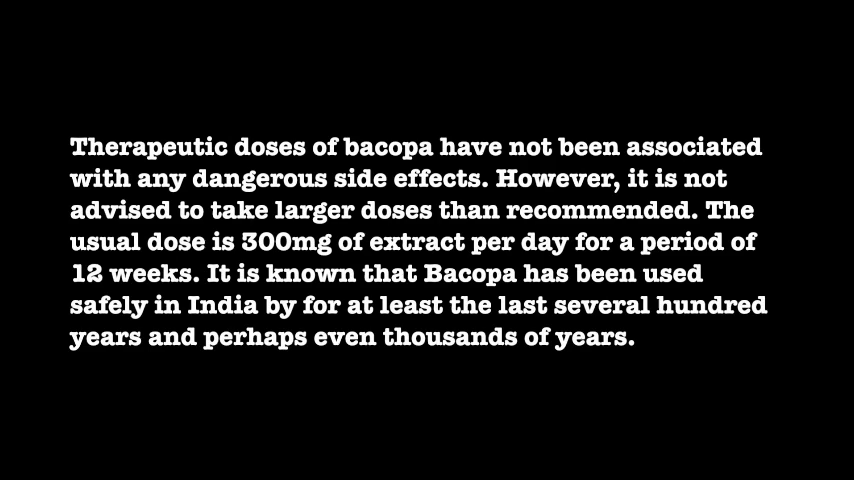 Therapeutic doses of bacopa have not been associated
with any dangerous side effects. However, it is not
advised to take larger doses than recommended. The
usual dose is 300mg of extract per day for a period of
12 weeks. It is known that Bacopa has been used
safely in India by for at least the last several hundred
years and perhaps even thousands of years.